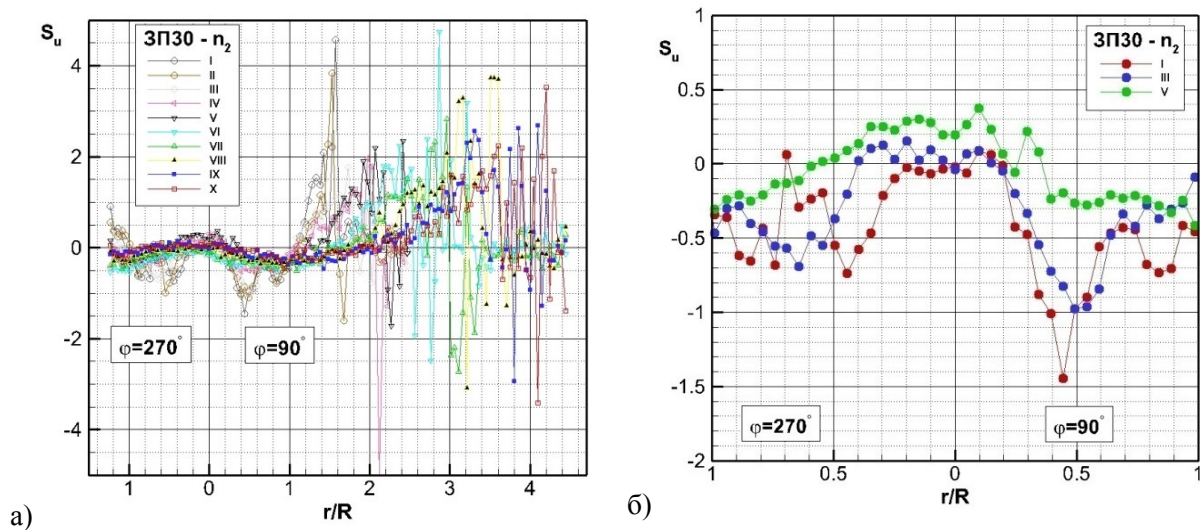 S_u
4
2
0
-2
-4
ЗП30 - n_2
I
II
III
IV
V
VI
VII
VIII
IX
X
φ=270°
φ=90°
1 0 1 2 3 4
r/R
а)
S_u
1
0.5
0
-0.5
-1
-1.5
-2
ЗП30 - n_2
I
III
V
φ=270°
φ=90°
1 0.5 0 0.5 1
r/R
б)